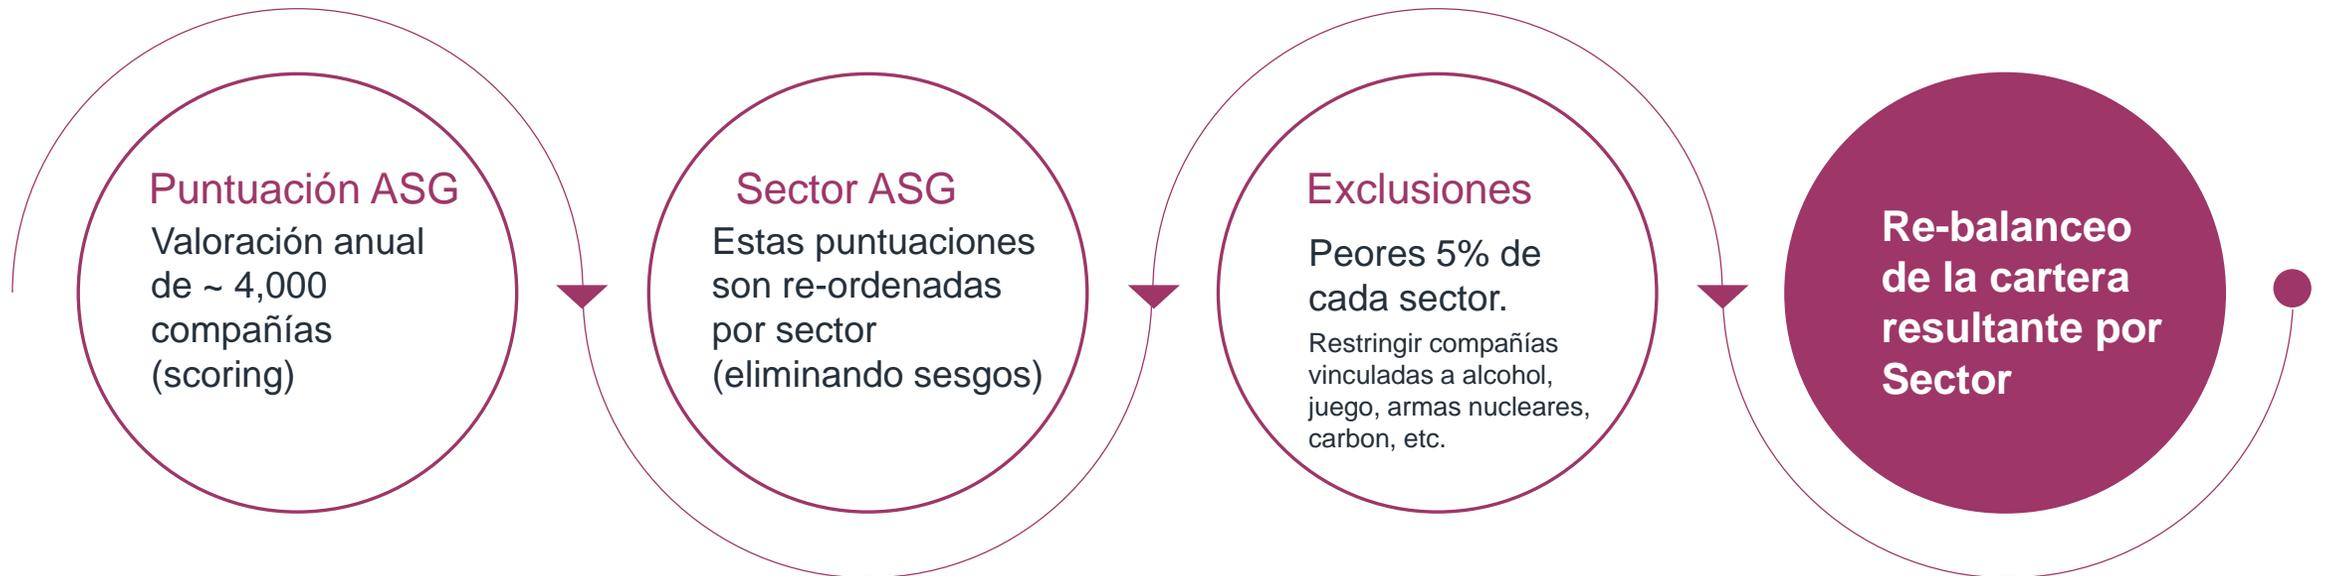 Puntuación ASG
Valoración anual
de ~ 4,000
compañías
(scoring)
Sector ASG
Estas puntuaciones
son re-ordenadas
por sector
(eliminando sesgos)
Exclusiones
Peores 5% de
cada sector.
Restringir compañías
vinculadas a alcohol,
juego, armas nucleares,
carbon, etc.
Re-balanceo
de la cartera
resultante por
Sector